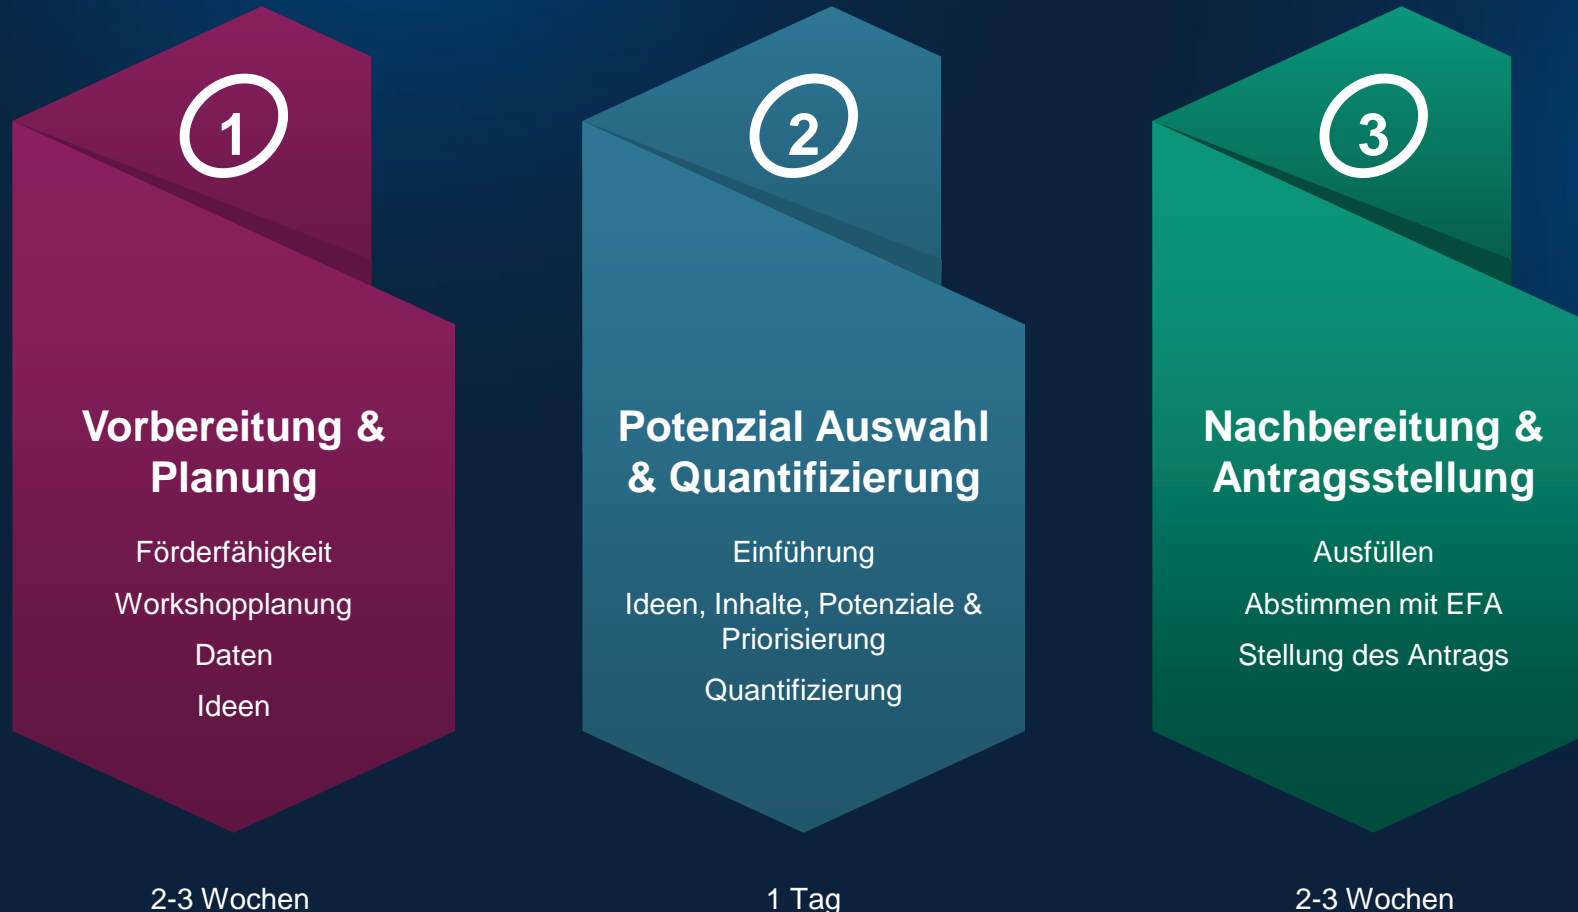 1
Vorbereitung &
Planung
Förderfähigkeit
Workshopplanung
Daten
Ideen
2-3 Wochen
2
Potenzial Auswahl
& Quantifizierung
Einführung
Ideen, Inhalte, Potenziale &
Priorisierung
Quantifizierung
1 Tag
3
Nachbereitung &
Antragsstellung
Ausfüllen
Abstimmen mit EFA
Stellung des Antrags
2-3 Wochen